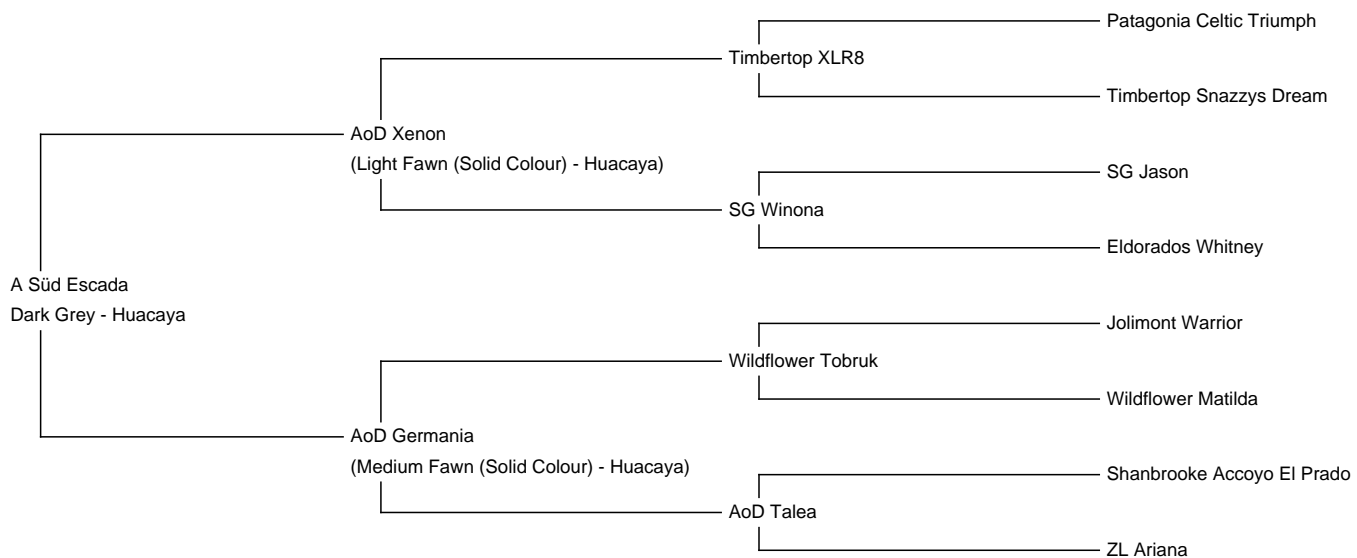 Patagonia Celtic Triumph
Timbertop XLR8
Timbertop Snazzys Dream
AoD Xenon
(Light Fawn (Solid Colour) - Huacaya)
SG Jason
SG Winona
Eldorados Whitney
A Süd Escada
Dark Grey - Huacaya
Jolimont Warrior
Wildflower Tobruk
Wildflower Matilda
AoD Germania
(Medium Fawn (Solid Colour) - Huacaya)
Shanbrooke Accoyo El Prado
AoD Talea
ZL Ariana